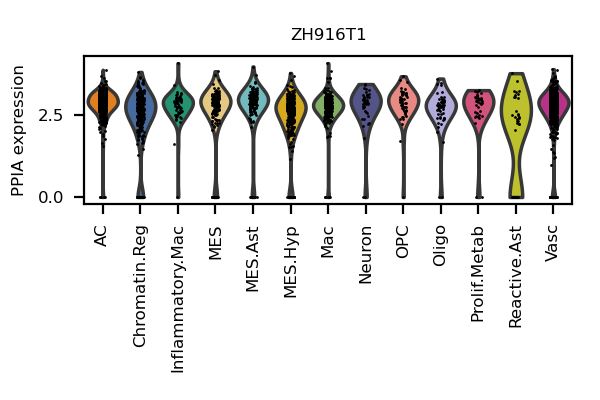 ZH916T1
PPIA expression
2.5
0.0
AC
Chromatin.Reg
Inflammatory.Mac
MES
MES.Ast
MES.Hyp
Mac
Neuron
OPC
Oligo
Prolif.Metab
Reactive.Ast
Vasc